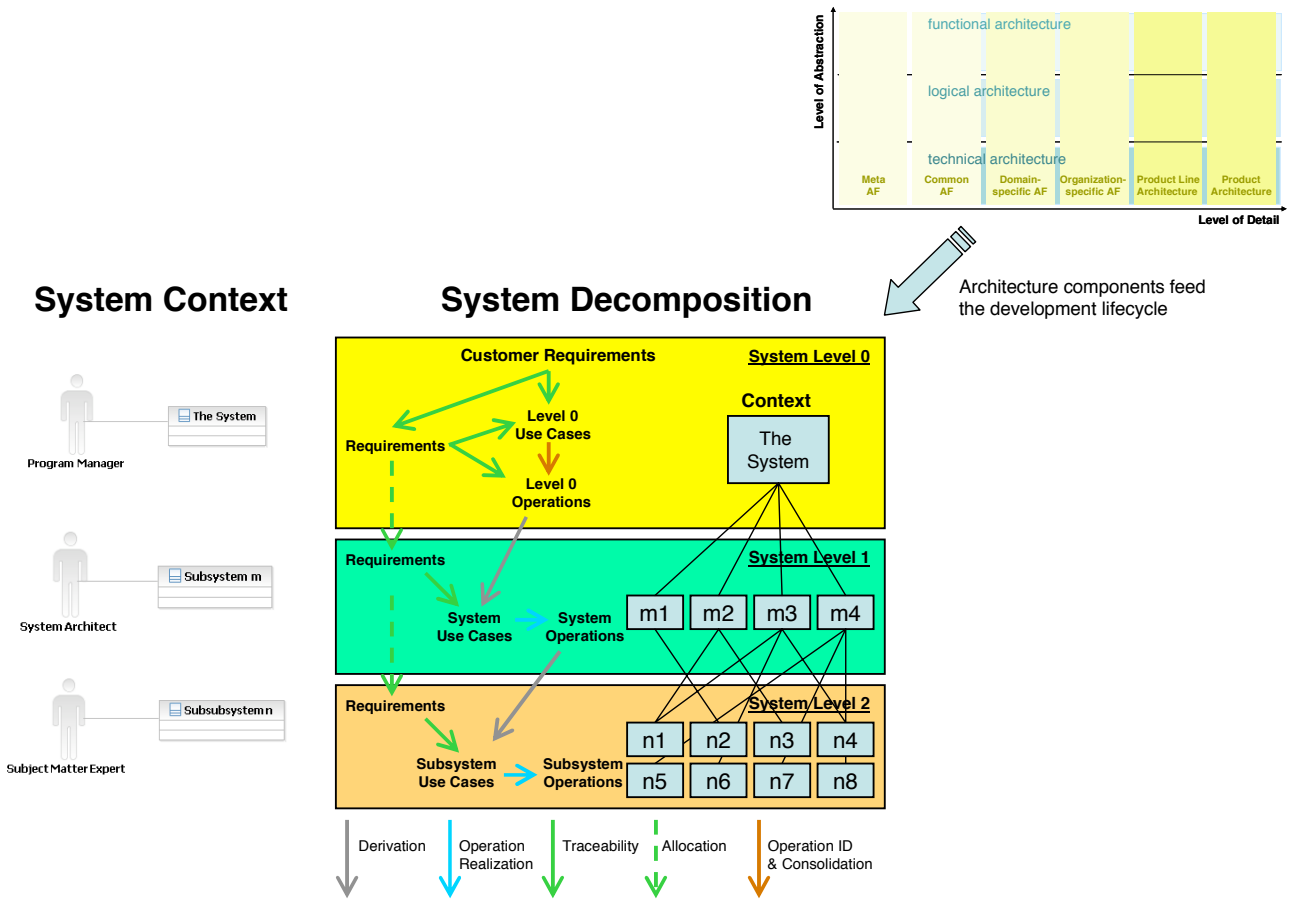 Level of Abstraction
functional architecture
logical architecture
technical architecture
Meta
AF
Common
AF
Domain-
specific AF
Organization-
specific AF
Product Line
Architecture
Product
Architecture
Level of Detail
Architecture components feed
the development lifecycle
System Context
System Decomposition
The System
Program Manager
Subsystem m
System Architect
Subsubsystem n
Subject Matter Expert
Customer Requirements
System Level 0
Level 0
Use Cases
Requirements
Level 0
Operations
Context
The
System
System Level 1
Requirements
System
Use Cases
System
Operations
m1
m2
m3
m4
System Level 2
Requirements
Subsystem
Use Cases
Subsystem
Operations
n1
n2
n3
n4
n5
n6
n7
n8
Derivation
Operation
Realization
Traceability
Allocation
Operation ID
& Consolidation